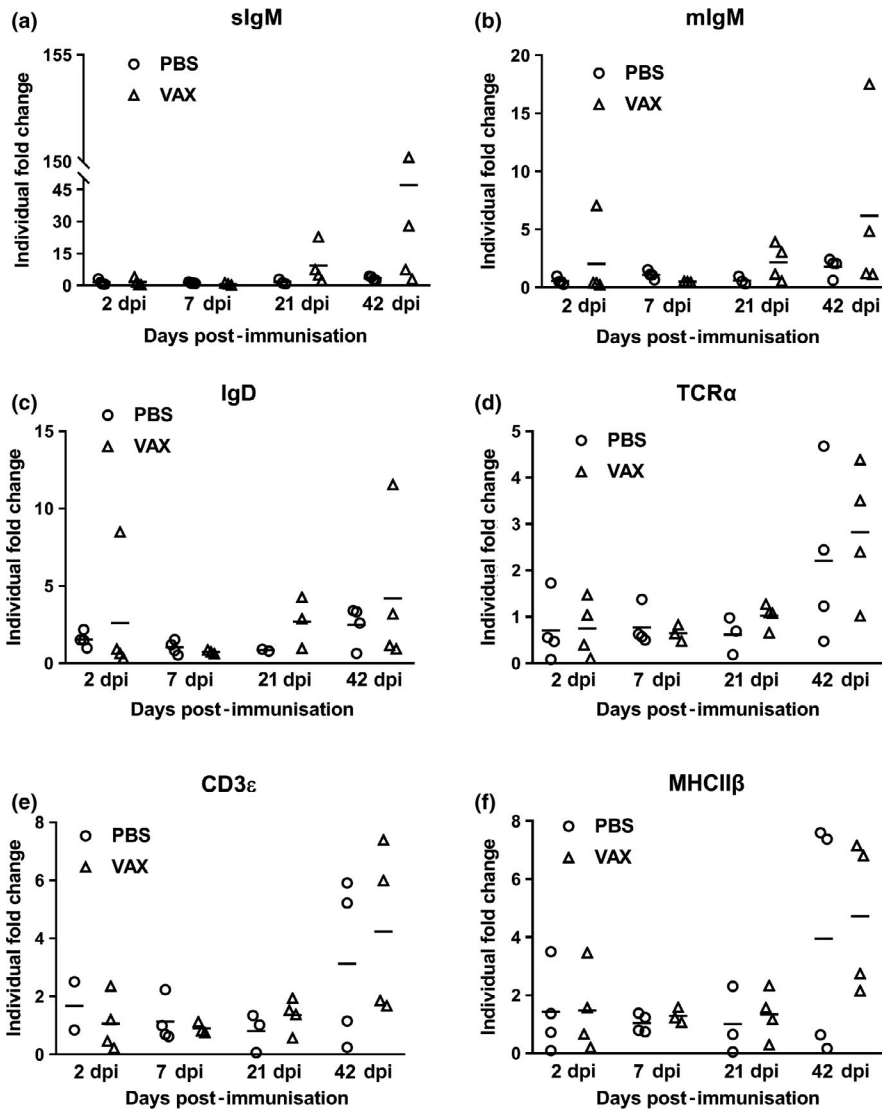 (a) sIgM
Individual fold change
155
150
45
30
15
0
PBS
VAX
2 dpi 7 dpi 21 dpi 42 dpi
Days post-immunisation
(b) mIgM
Individual fold change
20
15
10
5
0
PBS
VAX
2 dpi 7 dpi 21 dpi 42 dpi
Days post-immunisation
(c) IgD
Individual fold change
15
10
5
0
PBS
VAX
2 dpi 7 dpi 21 dpi 42 dpi
Days post-immunisation
(d) TCRα
Individual fold change
5
4
3
2
1
0
PBS
VAX
2 dpi 7 dpi 21 dpi 42 dpi
Days post-immunisation
(e) CD3ε
Individual fold change
8
6
4
2
0
PBS
VAX
2 dpi 7 dpi 21 dpi 42 dpi
Days post-immunisation
(f) MHCIIβ
Individual fold change
8
6
4
2
0
PBS
VAX
2 dpi 7 dpi 21 dpi 42 dpi
Days post-immunisation